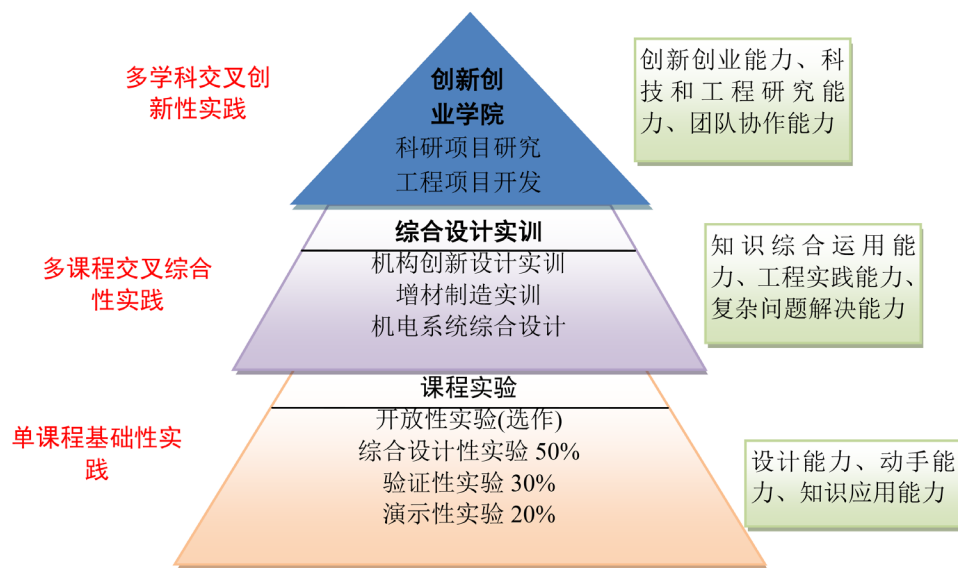 多学科交叉创
新性实践
创新创
业学院
科研项目研究
工程项目开发
创新创业能力、科
技和工程研究能
力、团队协作能力
多课程交叉综合
性实践
综合设计实训
机构创新设计实训
增材制造实训
机电系统综合设计
知识综合运用能
力、工程实践能力、
复杂问题解决能力
单课程基础性实
践
课程实验
开放性实验(选作)
综合设计性实验 50%
验证性实验 30%
演示性实验 20%
设计能力、动手能
力、知识应用能力